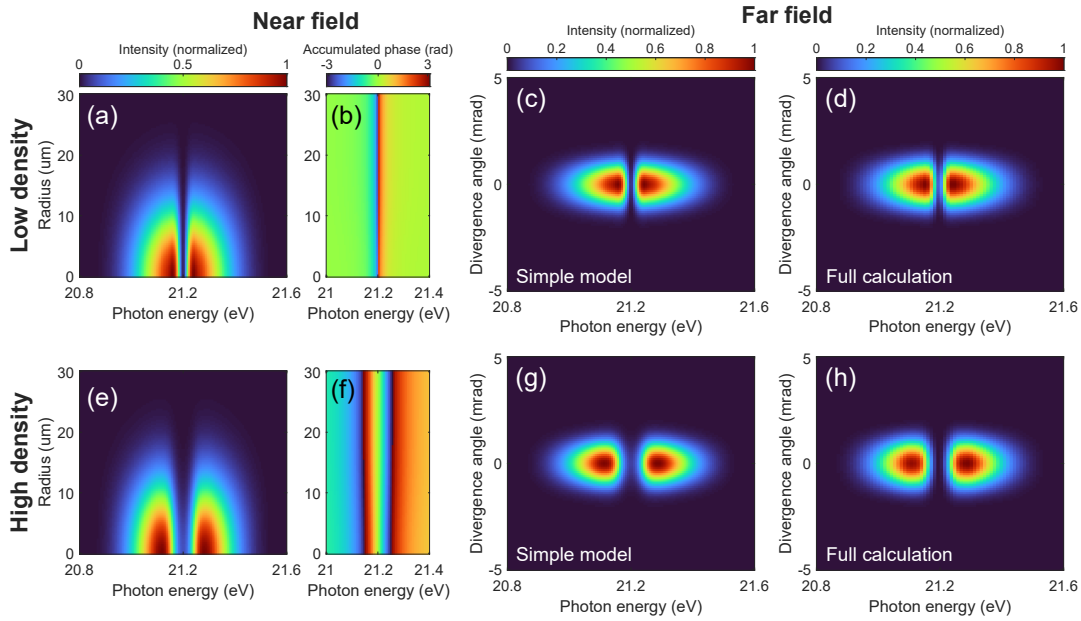 Near field
Far field
Intensity (normalized)
0 0.5 1
Accumulated phase (rad)
-3 0 3
Intensity (normalized)
0 0.2 0.4 0.6 0.8 1
Intensity (normalized)
0 0.2 0.4 0.6 0.8 1
Low density
Radius (um)
30
20
10
0
(a)
20.8 21.2 21.6
Photon energy (eV)
30
20
10
0
(b)
21 21.2 21.4
Photon energy (eV)
Divergence angle (mrad)
5
0
-5
(c)
Simple model
20.8 21.2 21.6
Photon energy (eV)
Divergence angle (mrad)
5
0
-5
(d)
Full calculation
20.8 21.2 21.6
Photon energy (eV)
High density
Radius (um)
30
20
10
0
(e)
20.8 21.2 21.6
Photon energy (eV)
30
20
10
0
(f)
21 21.2 21.4
Photon energy (eV)
Divergence angle (mrad)
5
0
-5
(g)
Simple model
20.8 21.2 21.6
Photon energy (eV)
Divergence angle (mrad)
5
0
-5
(h)
Full calculation
20.8 21.2 21.6
Photon energy (eV)